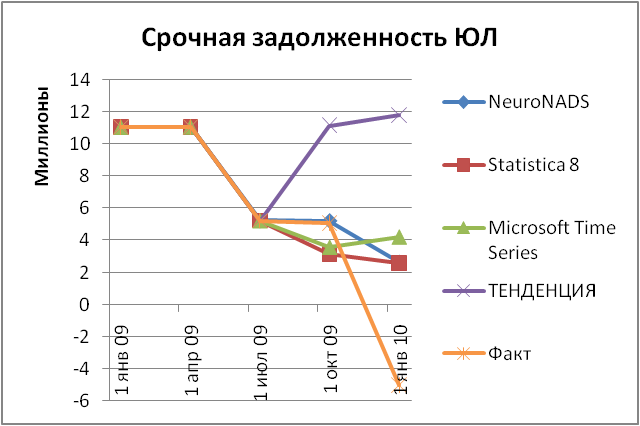 Срочная задолженность ЮЛ
Миллионы
14
12
10
8
6
4
2
0
-2
-4
-6
1 янв 09
1 апр 09
1 июл 09
1 окт 09
1 янв 10
NeuroNADS
Statistica 8
Microsoft Time
Series
ТЕНДЕНЦИЯ
Факт